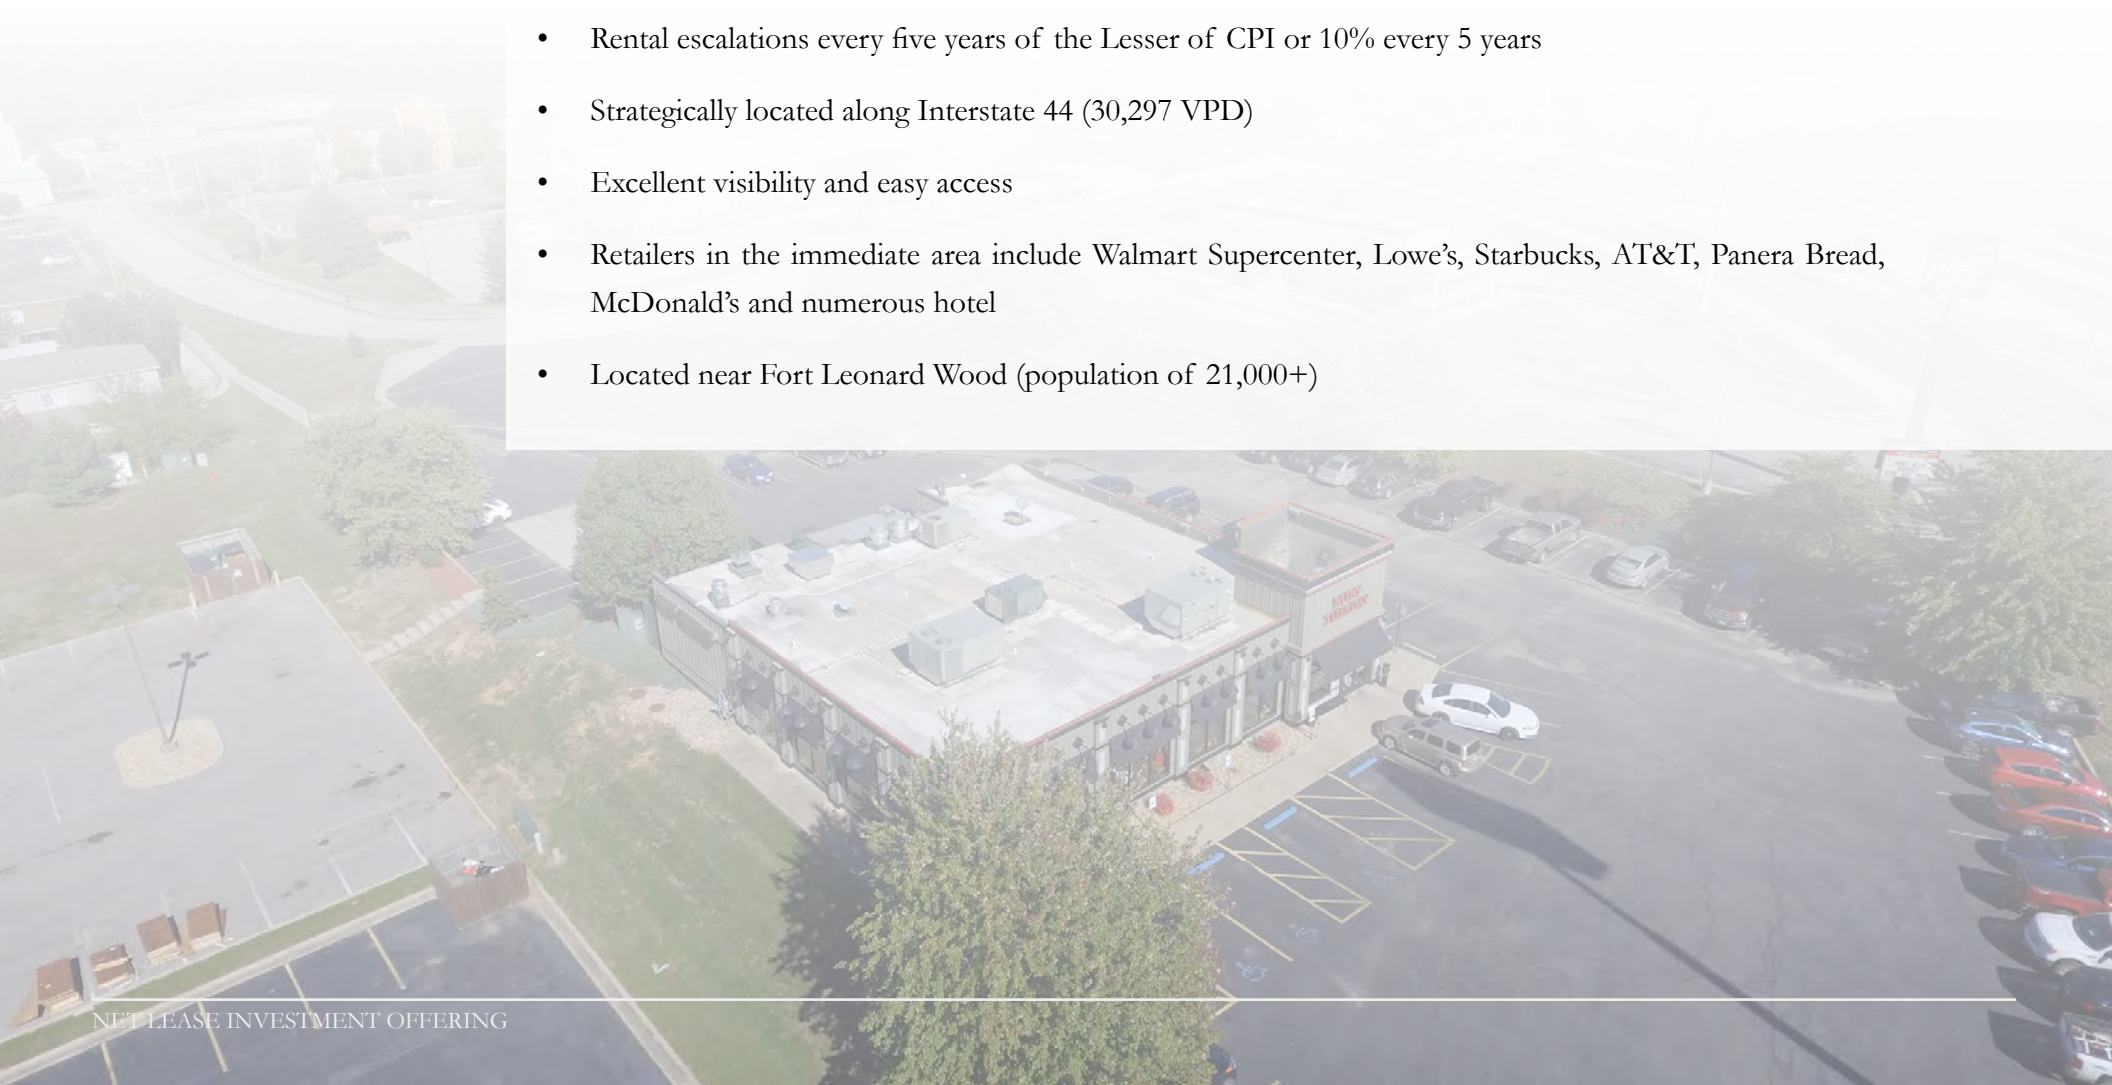 • Rental escalations every five years of the Lesser of CPI or 10% every 5 years
• Strategically located along Interstate 44 (30,297 VPD)
• Excellent visibility and easy access
• Retailers in the immediate area include Walmart Supercenter, Lowe's, Starbucks, AT&T, Panera Bread,
McDonald's and numerous hotel
• Located near Fort Leonard Wood (population of 21,000+)
RUBY
TUESDAY
NET LEASE INVESTMENT OFFERING